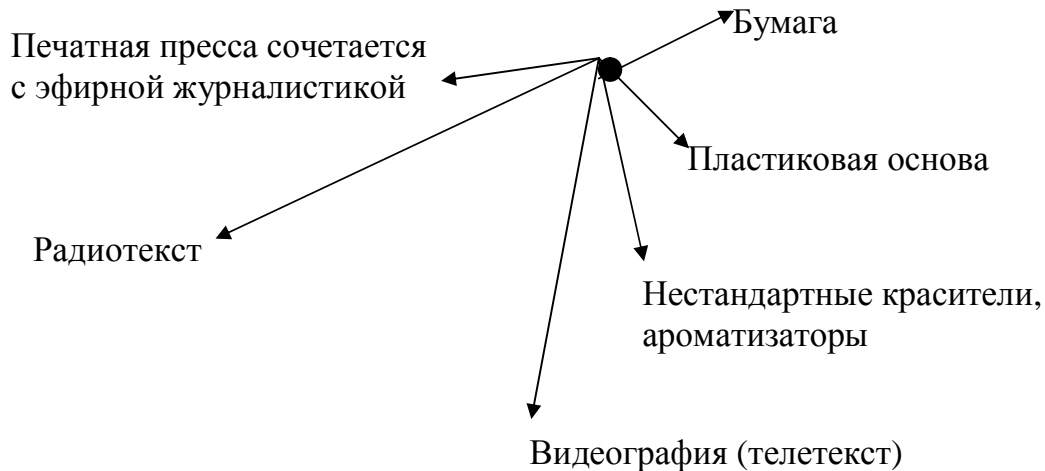 Бумага
Печатная пресса сочетается
с эфирной журналистикой
Пластиковая основа
Радиотекст
Нестандартные красители,
ароматизаторы
Видеография (телетекст)